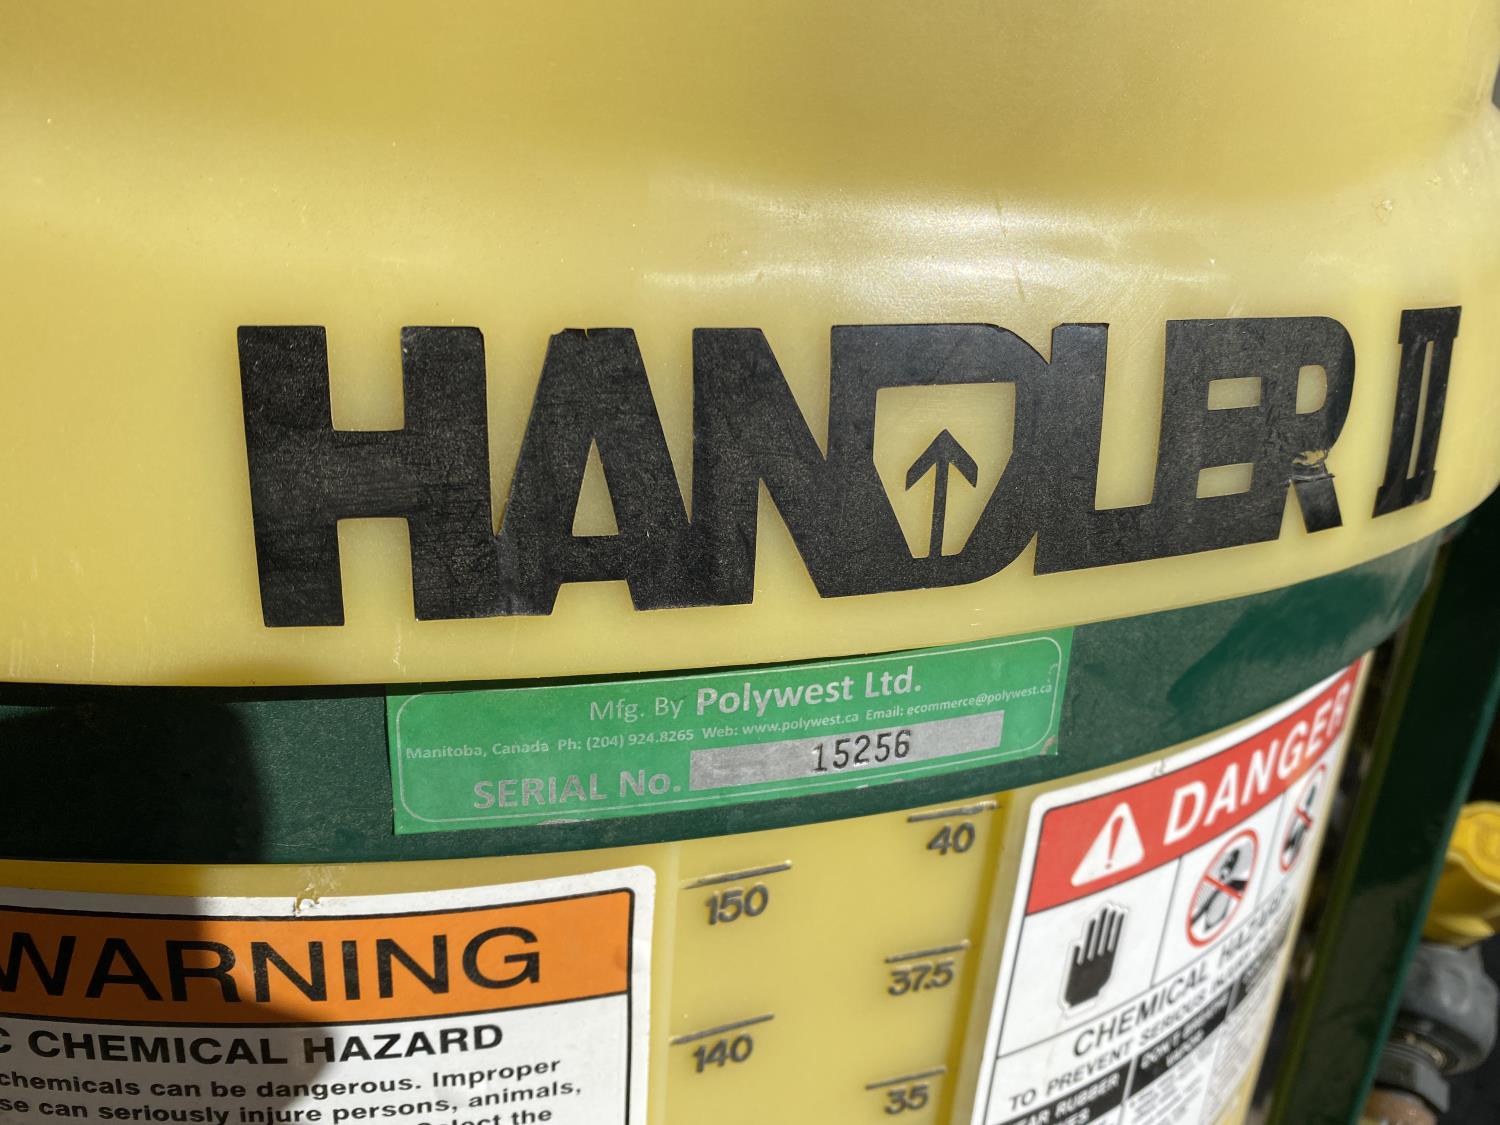 HANDLER II
Mfg. By Polywest Ltd.
Manitoba, Canada Ph: (204) 924.8265 Web: www.polywest.ca Email: ecommerce@polywest.ca
SERIAL No. 15256
40
150
37.5
140
35
WARNING
CHEMICAL HAZARD
chemicals can be dangerous. Improper
can seriously injure persons, animals,
the
DANGER
CHEMICAL HAZARD
TO PREVENT SERIOUS
RUBBER